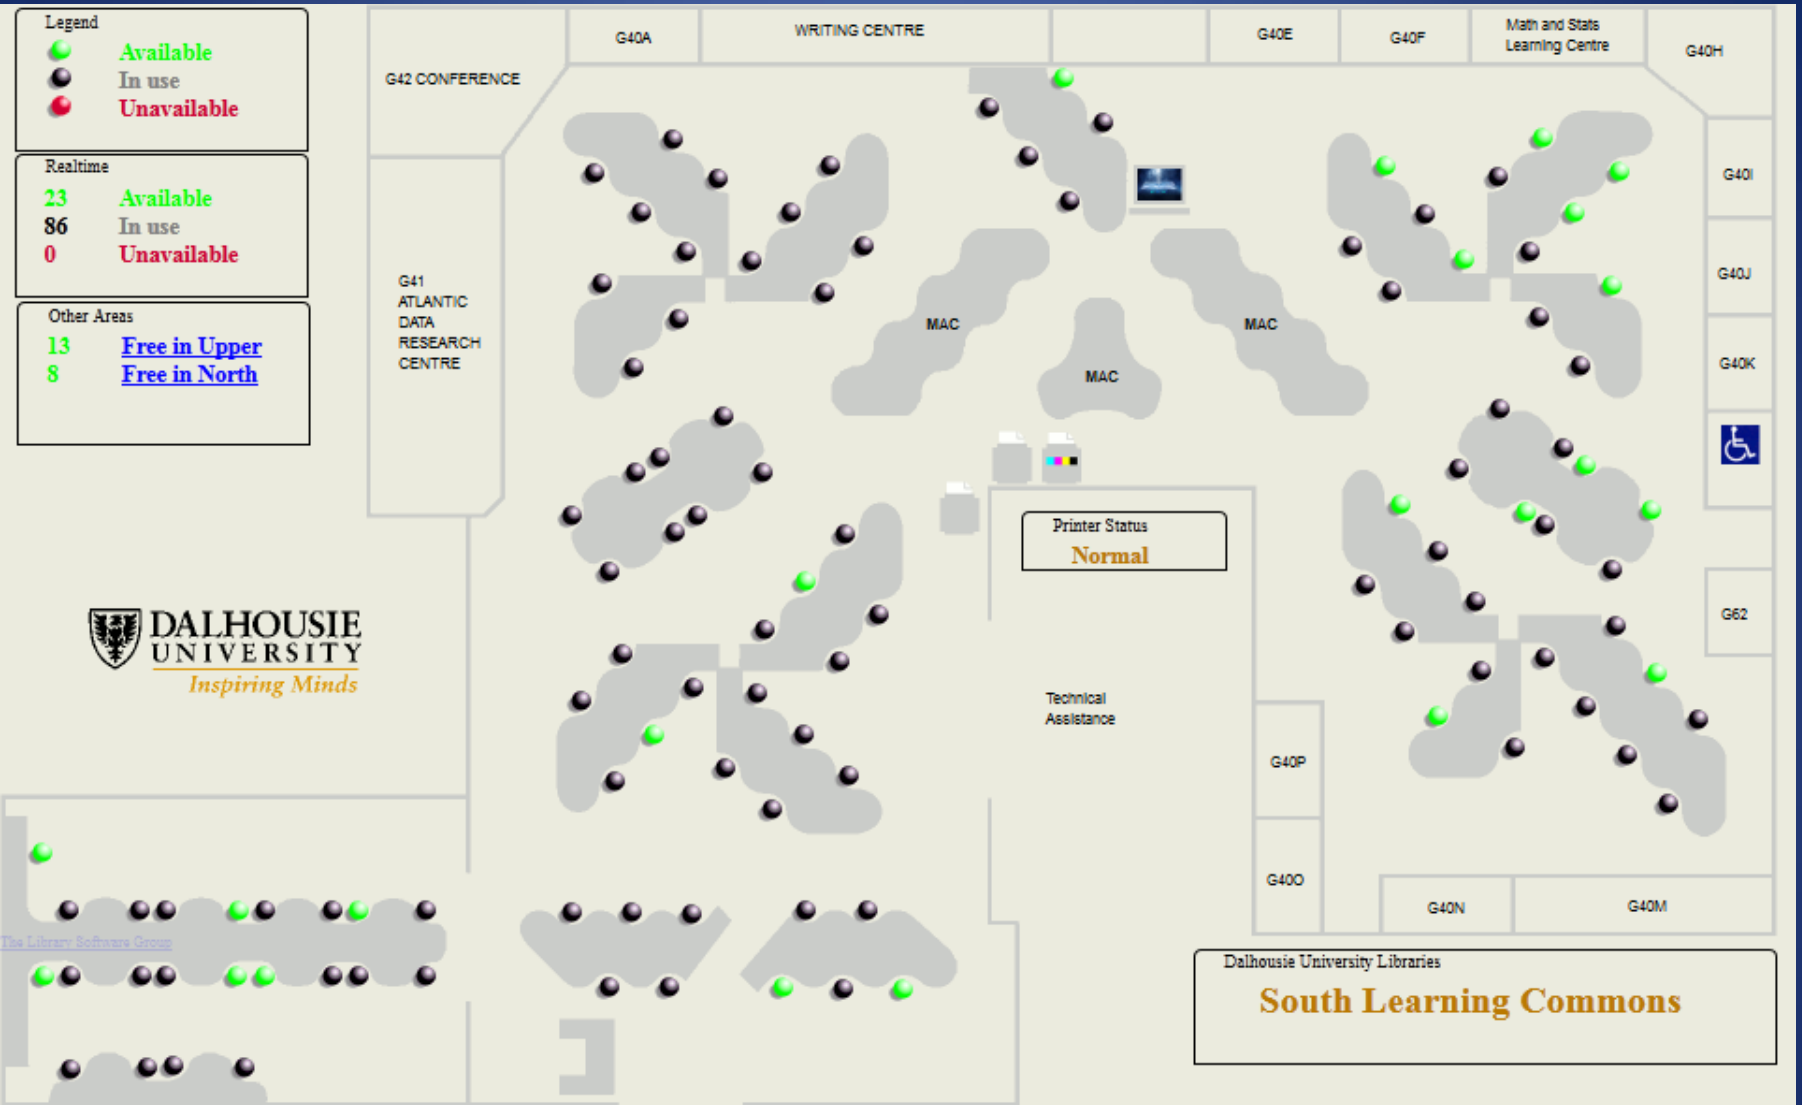 Legend
Available
In use
Unavailable
Realtime
23 Available
86 In use
0 Unavailable
Other Areas
13 Free in Upper
8 Free in North
G42 CONFERENCE
G40A
WRITING CENTRE
G40E
G40F
Math and Stats
Learning Centre
G40H
G40I
G40J
G40K
G41
ATLANTIC
DATA
RESEARCH
CENTRE
MAC
MAC
MAC
Printer Status
Normal
G62
DALHOUSIE
UNIVERSITY
Inspiring Minds
Technical
Assistance
G40P
G40O
G40N
G40M
The Library Software Group
Dalhousie University Libraries
South Learning Commons